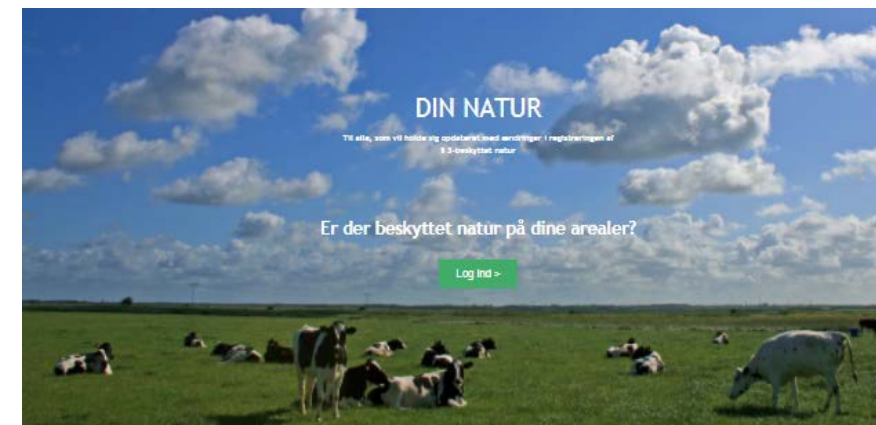 DIN NATUR
Til alle, som vil holde sig opdateret med ændringer i registreringen af
§ 3-beskyttet natur
Er der beskyttet natur på dine arealer?
Log ind >